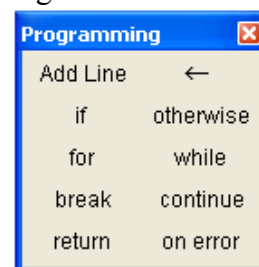 Programming
Add Line ←
if otherwise
for while
break continue
return on error